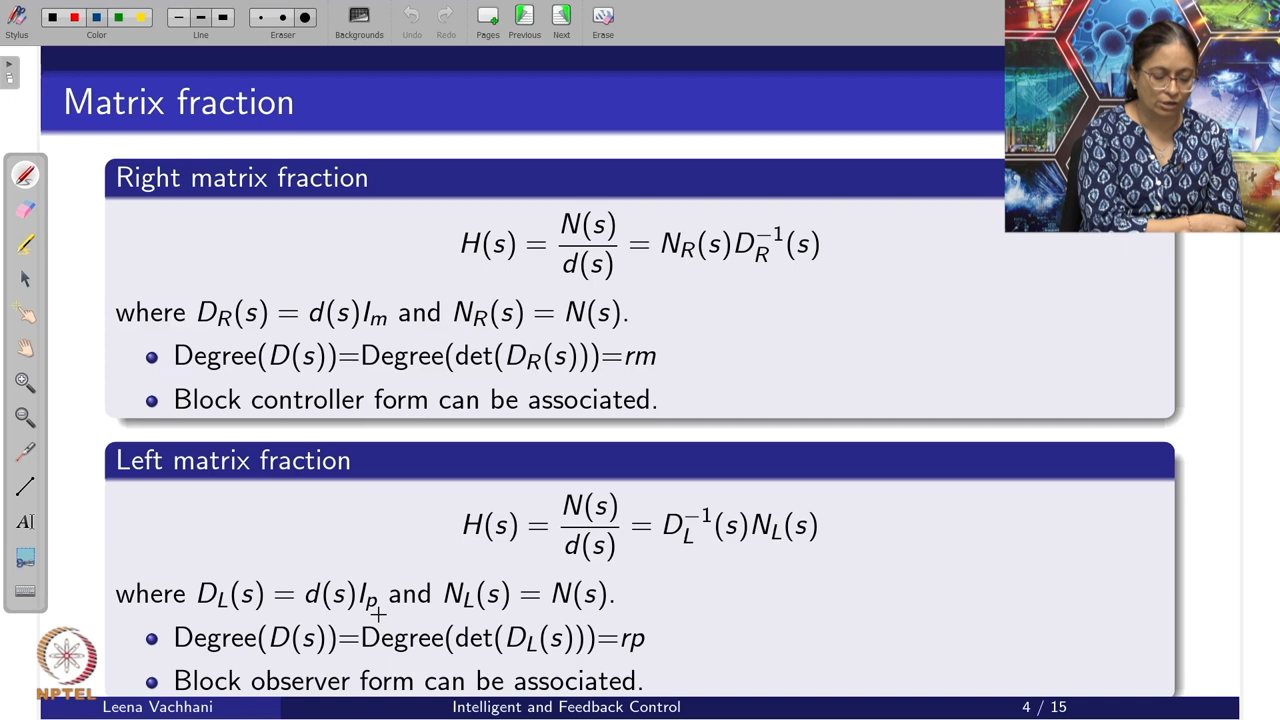 Stylus
Color
Line
Eraser
Backgrounds
Undo
Redo
Pages
Previous
Next
Erase
Matrix fraction
Right matrix fraction
H(s) = N(s)/d(s) = N_R(s)D_R^{-1}(s)
where D_R(s) = d(s)I_m and N_R(s) = N(s).
• Degree(D(s))=Degree(det(D_R(s)))=rm
• Block controller form can be associated.
Left matrix fraction
H(s) = N(s)/d(s) = D_L^{-1}(s)N_L(s)
where D_L(s) = d(s)I_p and N_L(s) = N(s).
• Degree(D(s))=Degree(det(D_L(s)))=rp
• Block observer form can be associated.
A
NPTEL
Leena Vachhani Intelligent and Feedback Control 4 / 15